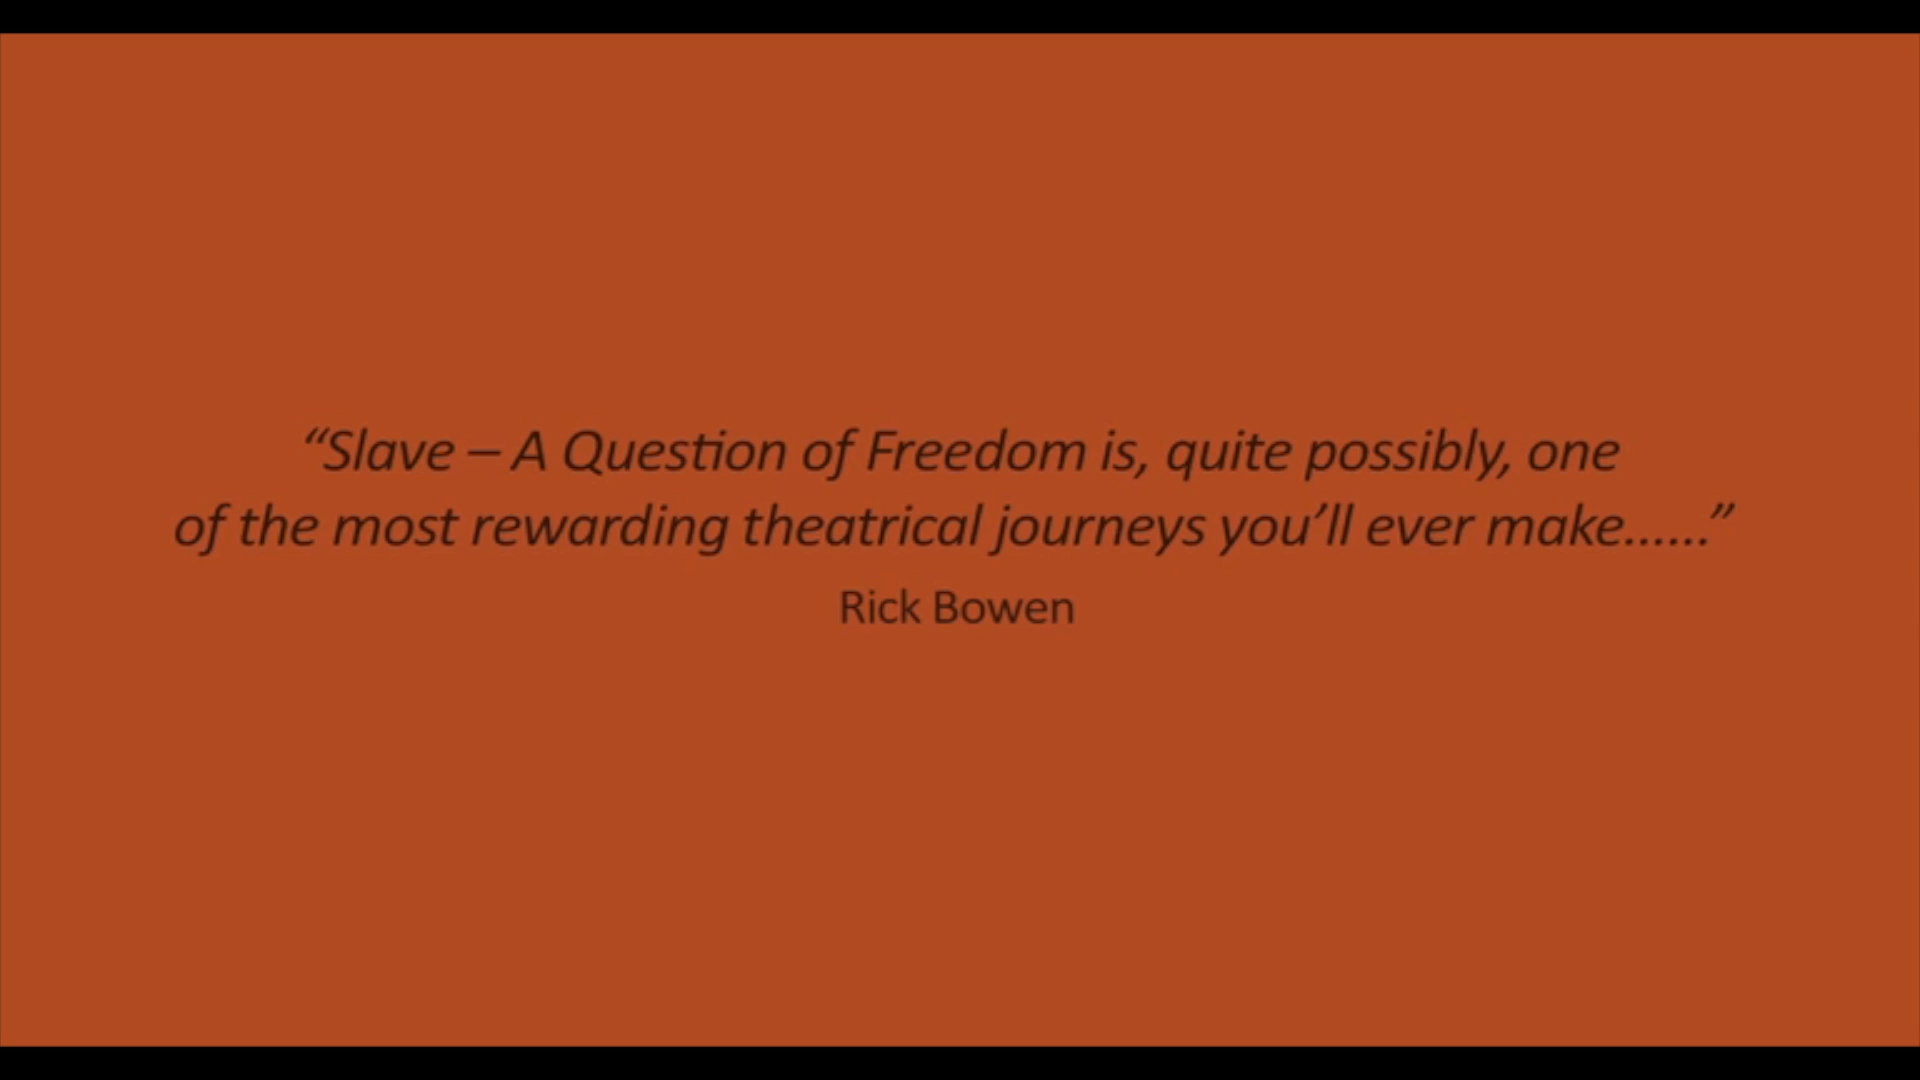 “Slave – A Question of Freedom is, quite possibly, one
of the most rewarding theatrical journeys you’ll ever make......”
Rick Bowen